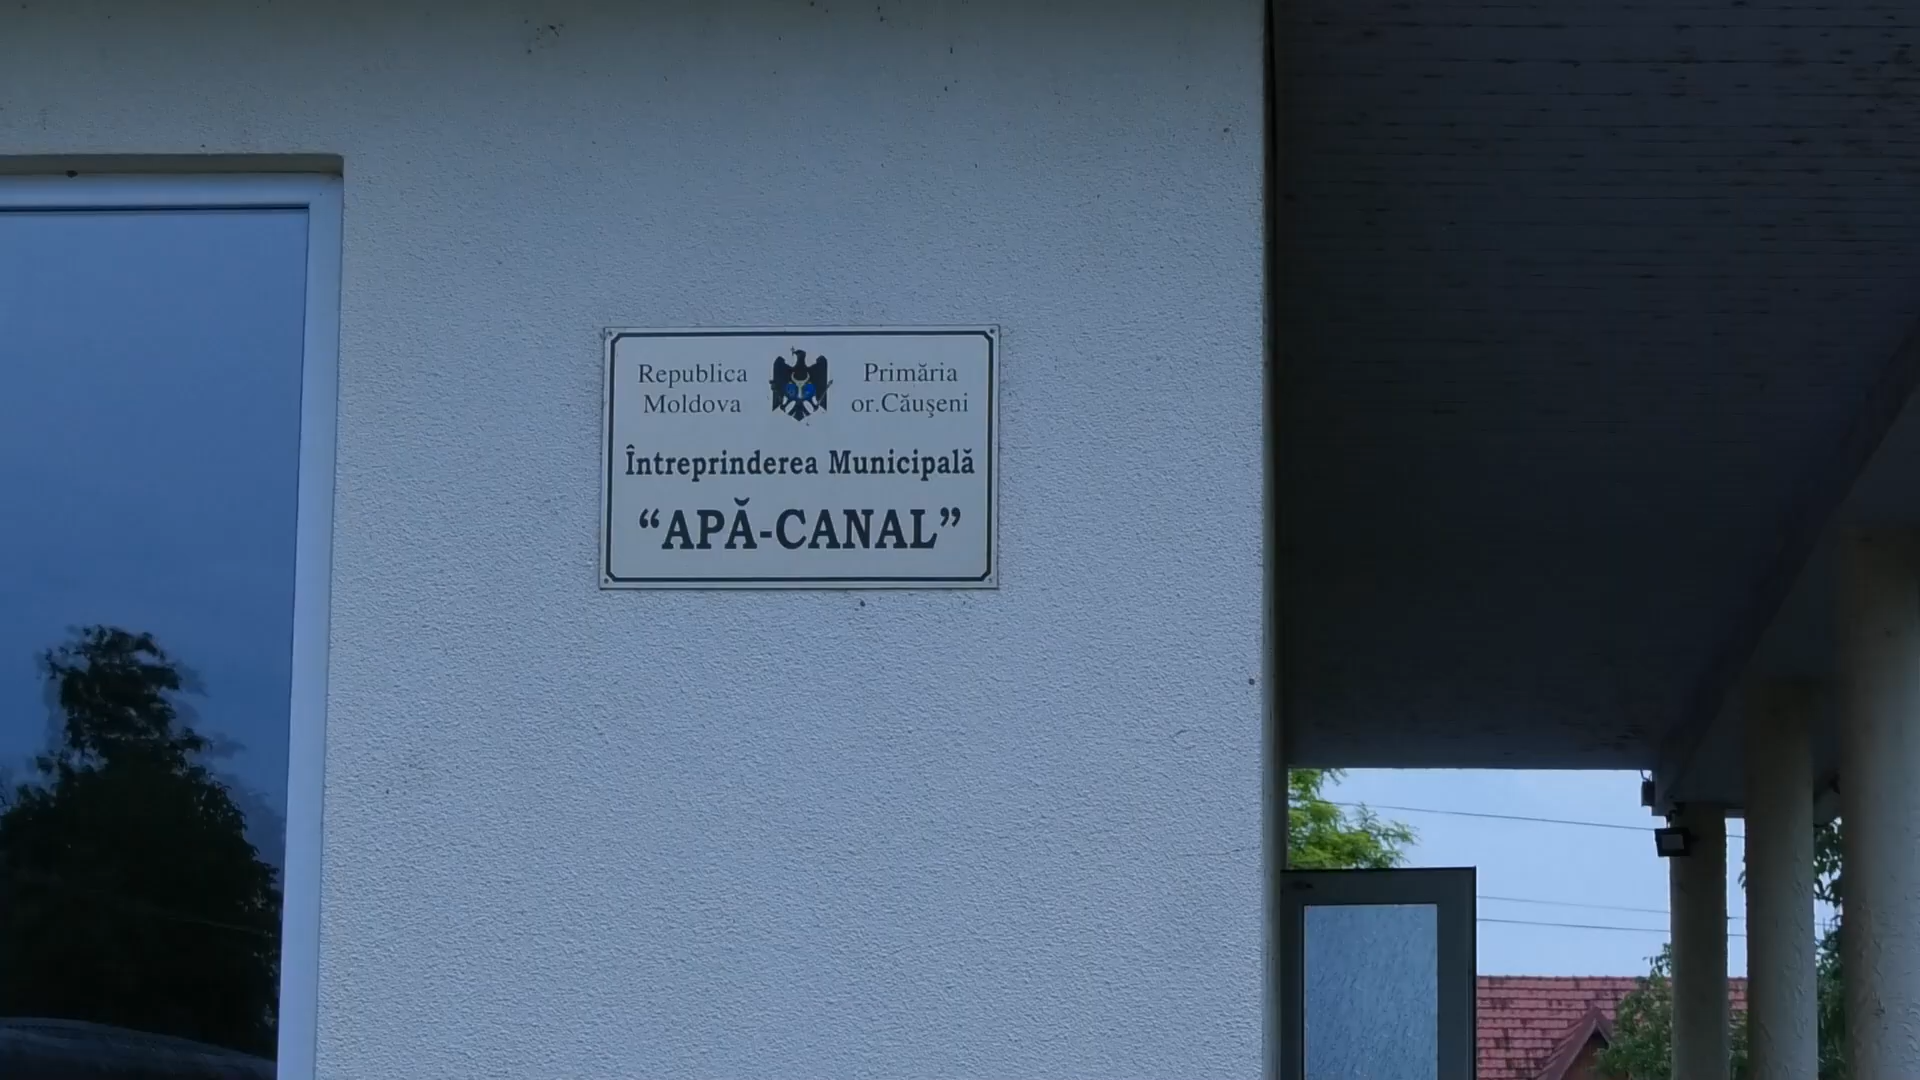 Republica Moldova
Primăria or.Căuşeni
Întreprinderea Municipală
“APĂ-CANAL”